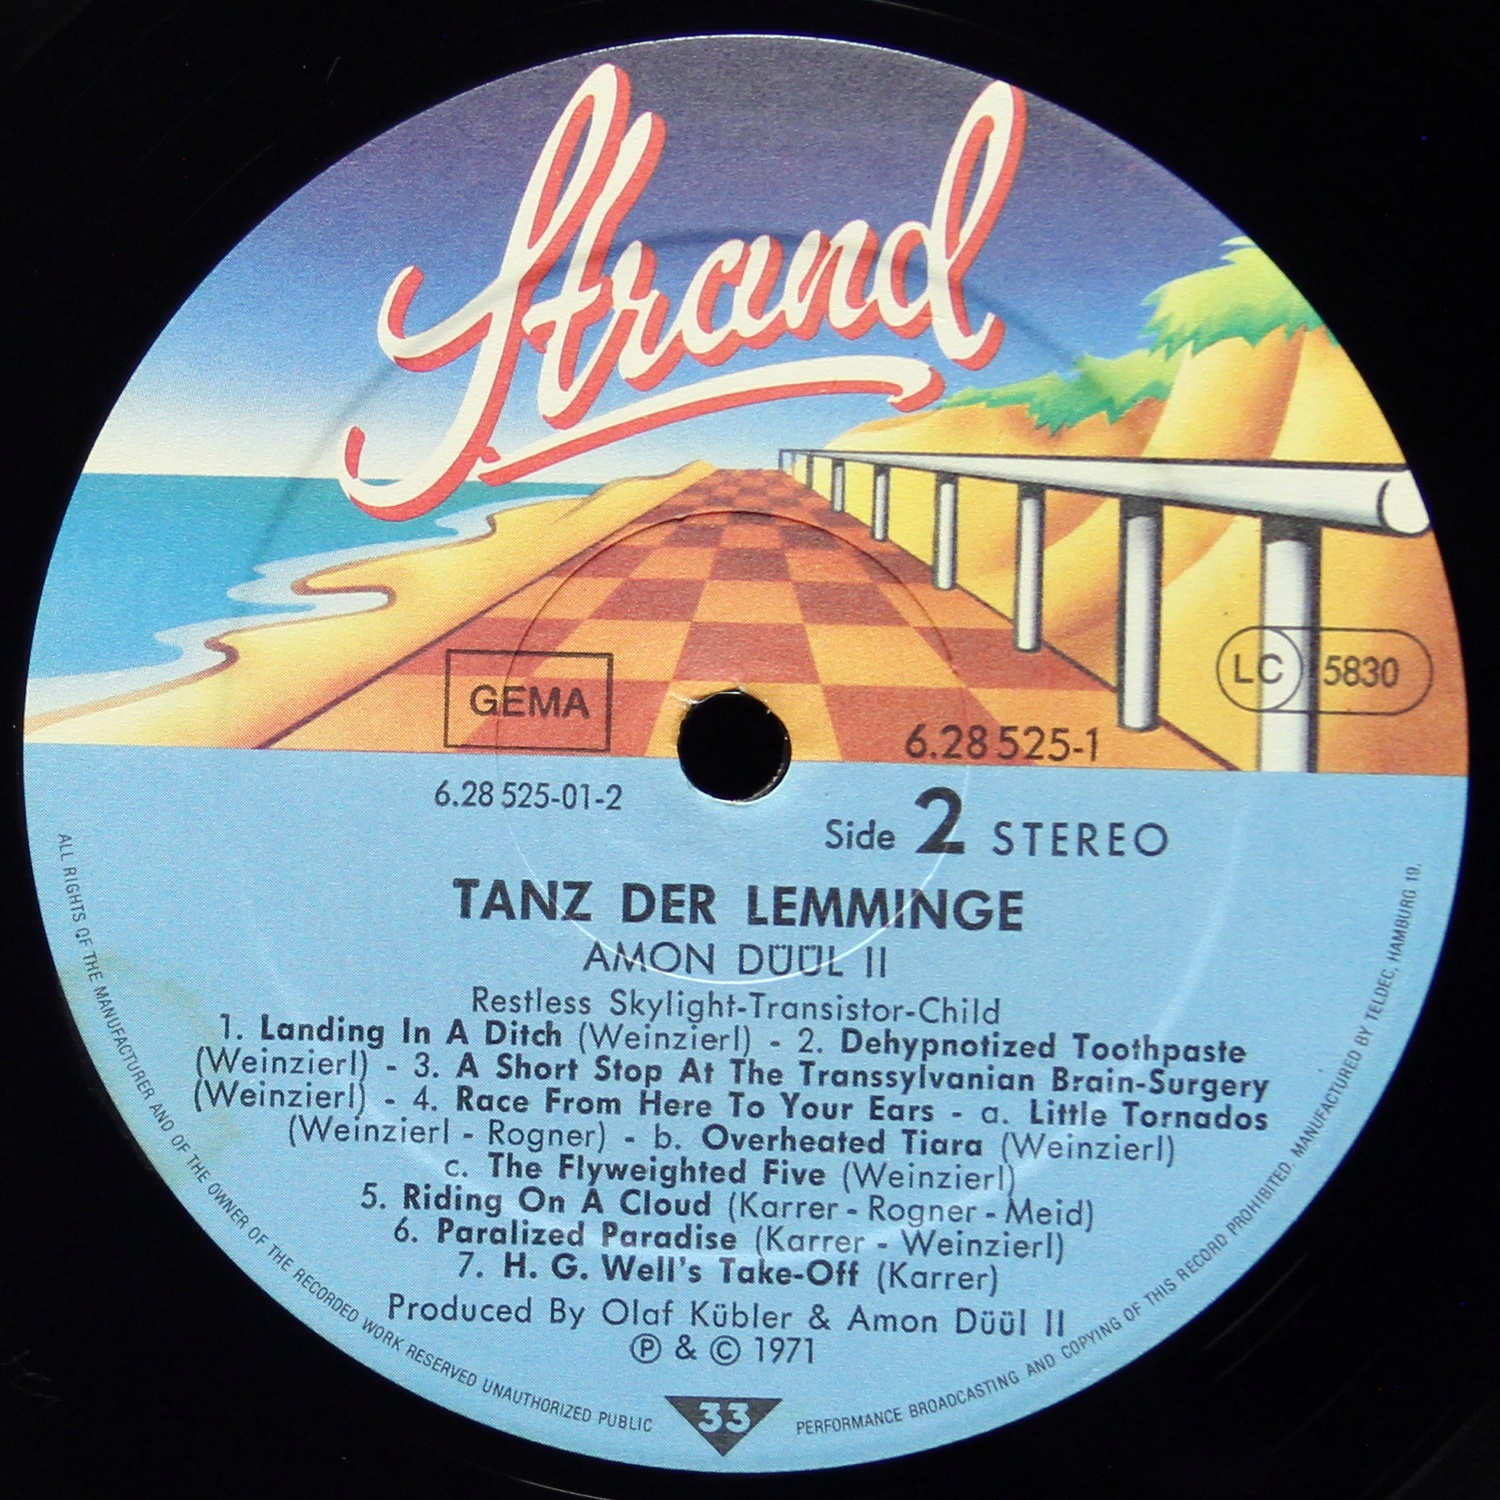 Strand
GEMA
LC 5830
6.28 525-1
6.28 525-01-2
Side 2 STEREO
TANZ DER LEMMINGE
AMON DÜÜL II
Restless Skylight-Transistor-Child
1. Landing In A Ditch (Weinzierl) - 2. Dehypnotized Toothpaste
(Weinzierl) - 3. A Short Stop At The Transsylvanian Brain-Surgery
(Weinzierl) - 4. Race From Here To Your Ears - a. Little Tornados
(Weinzierl - Rogner) - b. Overheated Tiara (Weinzierl)
c. The Flyweighted Five (Weinzierl)
5. Riding On A Cloud (Karrer - Rogner - Meid)
6. Paralized Paradise (Karrer - Weinzierl)
7. H. G. Well's Take-Off (Karrer)
Produced By Olaf Kübler & Amon Düül II
℗ & © 1971
33
ALL RIGHTS OF THE MANUFACTURER AND OF THE OWNER OF THE RECORDED WORK RESERVED UNAUTHORIZED PUBLIC PERFORMANCE BROADCASTING AND COPYING OF THIS RECORD PROHIBITED. MANUFACTURED BY TELDEC, HAMBURG 19.